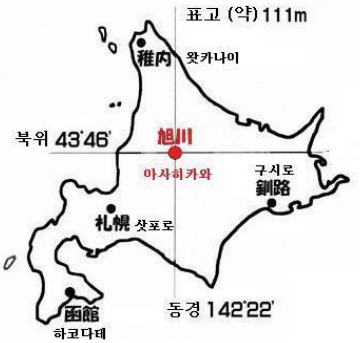 표고 (약) 111m
稚内 왓카나이
북위 43°46'
旭川
아사히카와
구시로
釧路
札幌 삿포로
동경 142°22'
函館
하코다테